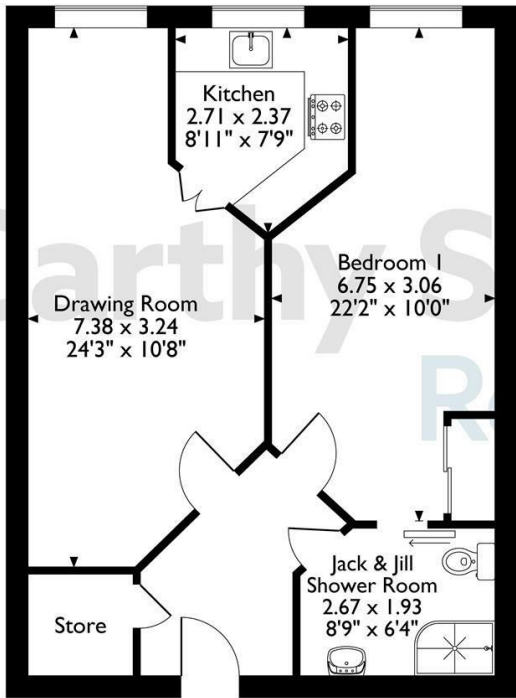 Kitchen
2.71 x 2.37
8'11" x 7'9"
Drawing Room
7.38 x 3.24
24'3" x 10'8"
Bedroom 1
6.75 x 3.06
22'2" x 10'0"
Jack & Jill
Shower Room
2.67 x 1.93
8'9" x 6'4"
Store